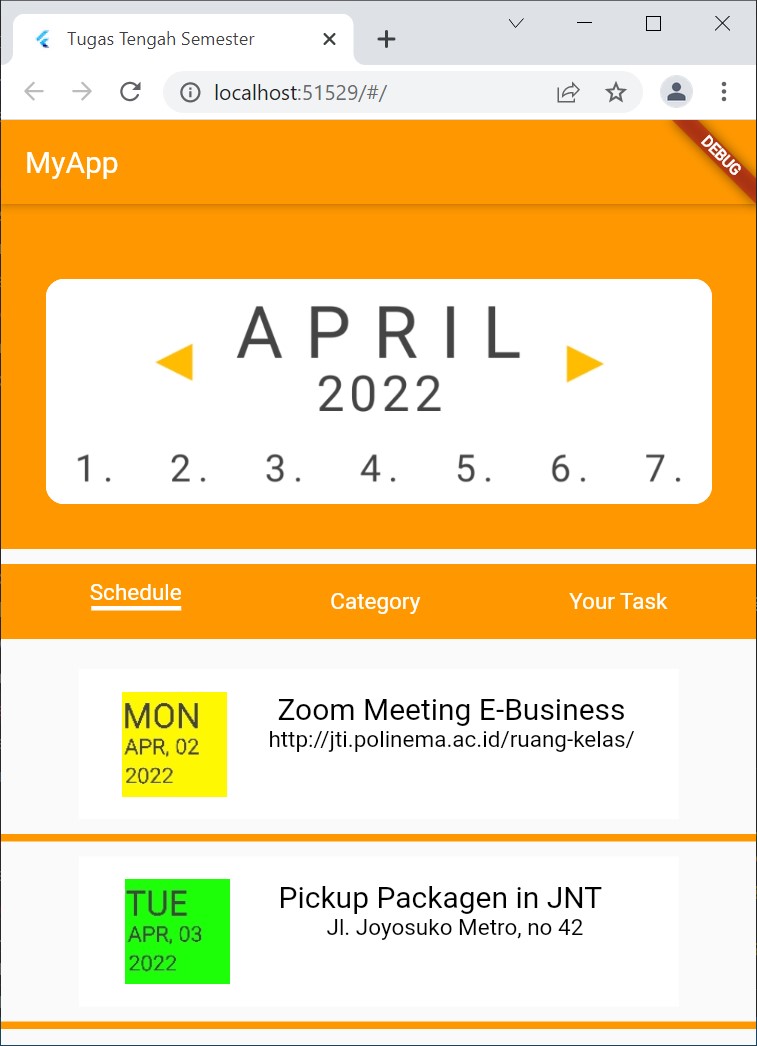 Tugas Tengah Semester
localhost:51529/#/
MyApp
DEBUG
APRIL
2022
1. 2. 3. 4. 5. 6. 7.
Schedule Category Your Task
MON
APR, 02
2022
Zoom Meeting E-Business
http://jti.polinema.ac.id/ruang-kelas/
TUE
APR, 03
2022
Pickup Packagen in JNT
Jl. Joyosuko Metro, no 42